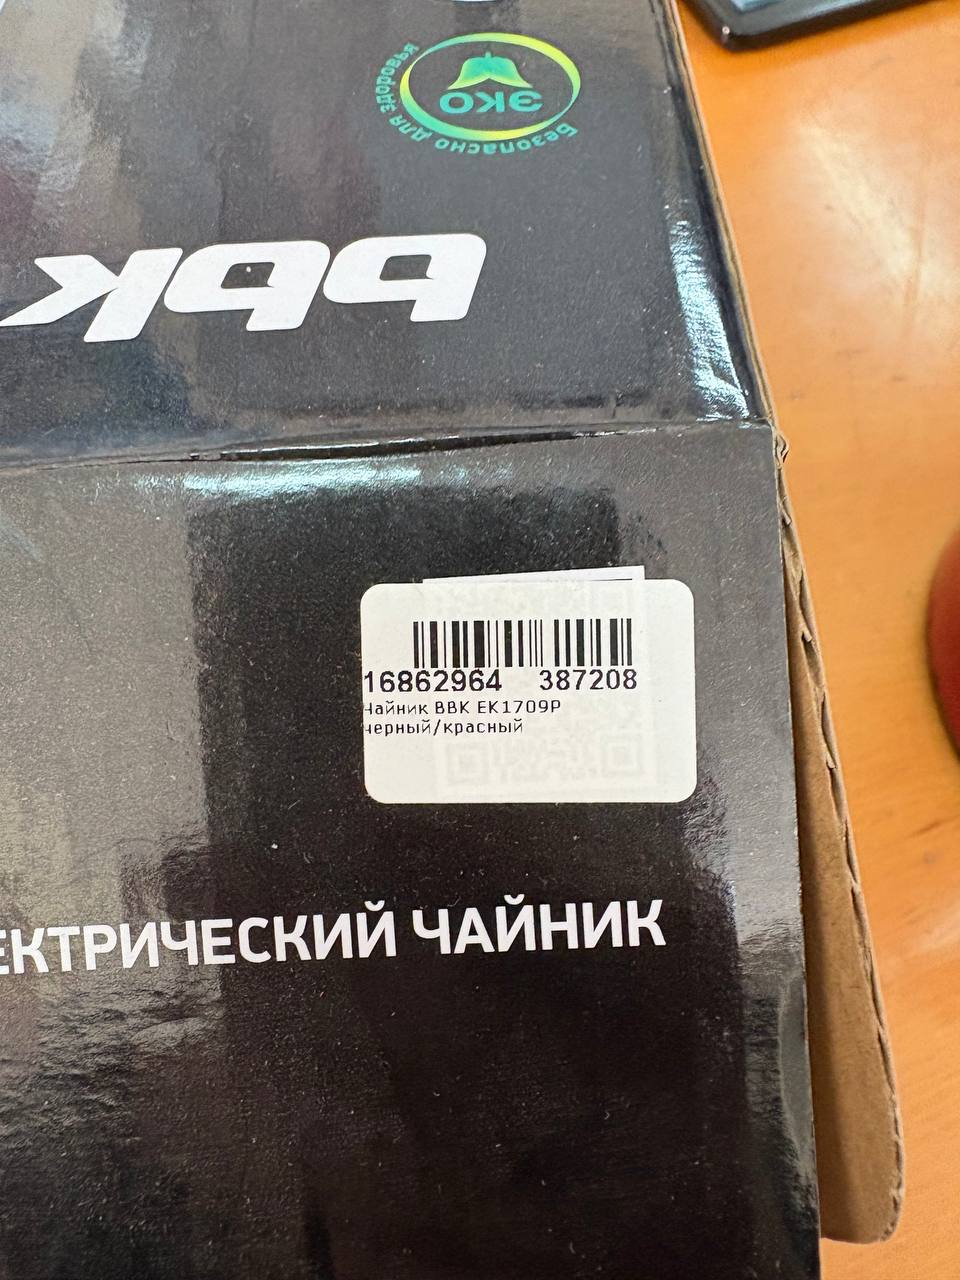 ЭКО
Безопасно для здоровья
bbk
16862964 387208
Чайник BBK EK1709P
черный/красный
ЕКТРИЧЕСКИЙ ЧАЙНИК